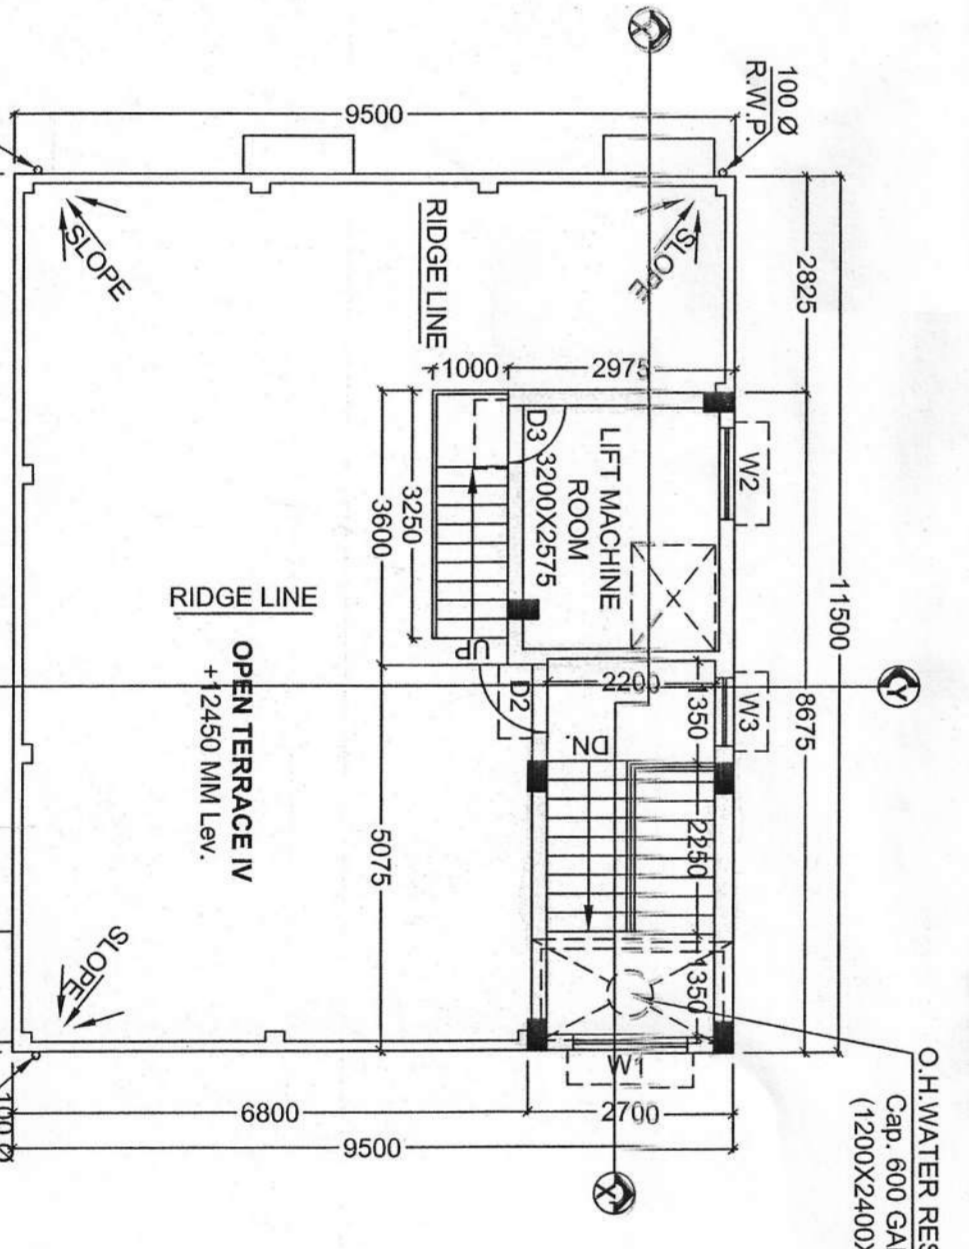 100 Ø
R.W.P.
9500
2825
11500
8675
SLOPE
SLOPE
RIDGE LINE
1000
2975
D3
LIFT MACHINE
ROOM
3200X2575
W2
3250
3600
UP
RIDGE LINE
OPEN TERRACE IV
+12450 MM Lev.
D2
2200
1350
W3
Y
X
DN.
2250
1350
5075
SLOPE
W1
6800
2700
9500
X'
100 Ø
O.H.WATER RES
Cap. 600 GA
(1200X2400X